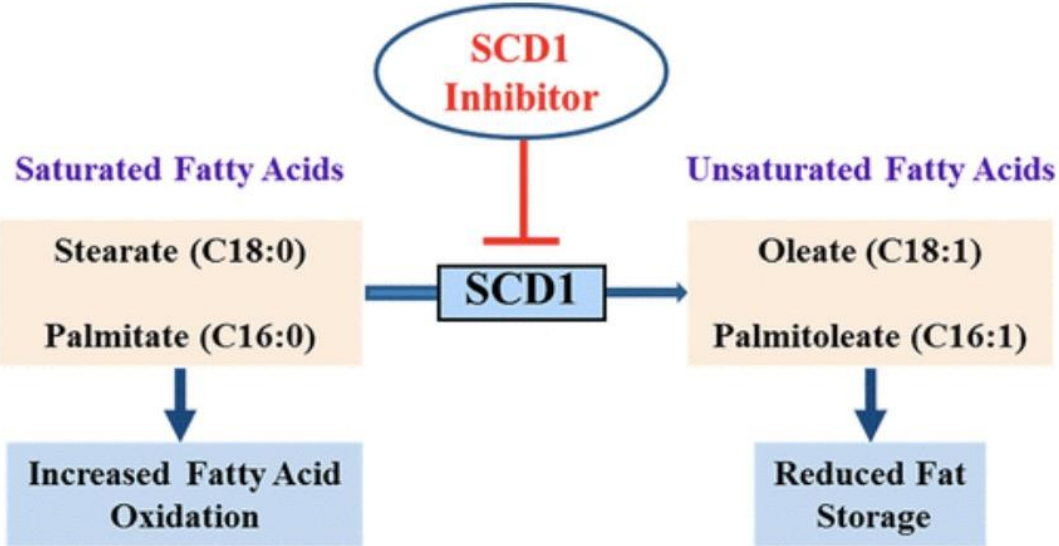 SCD1
Inhibitor
Saturated Fatty Acids
Unsaturated Fatty Acids
Stearate (C18:0)
Palmitate (C16:0)
SCD1
Oleate (C18:1)
Palmitoleate (C16:1)
Increased Fatty Acid
Oxidation
Reduced Fat
Storage